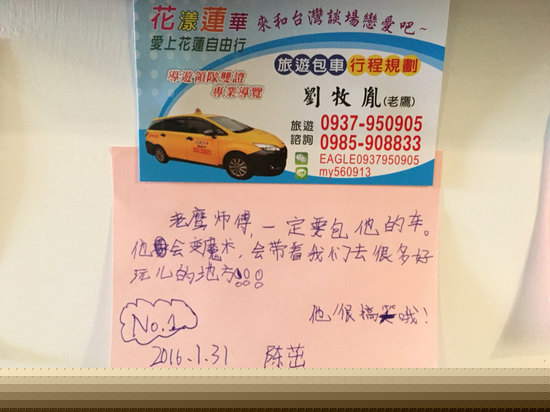 花漾蓮華 來和台灣談場戀愛吧~
愛上花蓮自由行
旅遊包車 行程規劃
導遊領隊雙證
專業導覽
劉牧胤(老鷹)
旅遊諮詢 0937-950905
0985-908833
EAGLE0937950905
my560913
老鹰师傅，一定要包他的车。
他会变魔术，会带着我们去很多好
玩儿的地方!!!
他很搞笑哦！
No.1
2016.1.31 陈茁